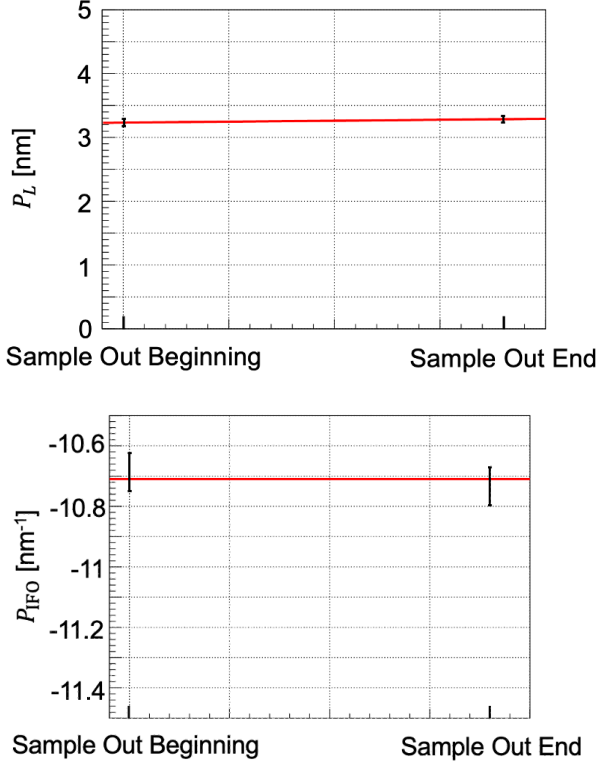 5
4
3
2
1
0
P_L [nm]
Sample Out Beginning Sample Out End
-10.6
-10.8
-11
-11.2
-11.4
P_IFO [nm⁻¹]
Sample Out Beginning Sample Out End